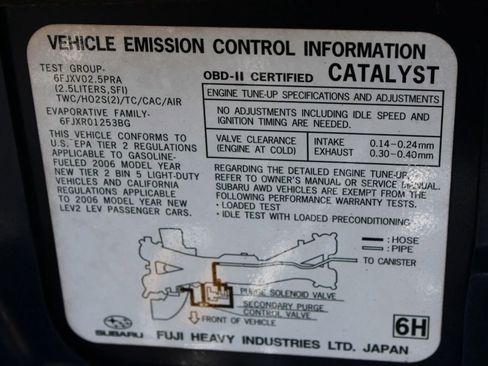 VEHICLE EMISSION CONTROL INFORMATION
TEST GROUP-
6FJXV02.5PRA
(2.5LITERS,SFI)
TWC/HO2S(2)/TC/CAC/AIR
EVAPORATIVE FAMILY-
6FJXR01253BG
THIS VEHICLE CONFORMS TO
U.S. EPA TIER 2 REGULATIONS
APPLICABLE TO GASOLINE-
FUELED 2006 MODEL YEAR
NEW TIER 2 BIN 5 LIGHT-DUTY
VEHICLES AND CALIFORNIA
REGULATIONS APPLICABLE
TO 2006 MODEL YEAR NEW
LEV2 LEV PASSENGER CARS.
OBD-II CERTIFIED CATALYST
ENGINE TUNE-UP SPECIFICATIONS AND ADJUSTMENTS
NO ADJUSTMENTS INCLUDING IDLE SPEED AND
IGNITION TIMING ARE NEEDED.
VALVE CLEARANCE INTAKE 0.14-0.24mm
(ENGINE AT COLD) EXHAUST 0.30-0.40mm
REGARDING THE DETAILED ENGINE TUNE-UP,
REFER TO OWNER'S MANUAL OR SERVICE MANUAL.
SUBARU AWD VEHICLES ARE EXEMPT FROM THE
FOLLOWING PERFORMANCE WARRANTY TESTS.
• LOADED TEST
• IDLE TEST WITH LOADED PRECONDITIONING
:HOSE
:PIPE
TO CANISTER
PURGE SOLENOID VALVE
SECONDARY PURGE
CONTROL VALVE
FRONT OF VEHICLE
SUBARU
FUJI HEAVY INDUSTRIES LTD. JAPAN
6H